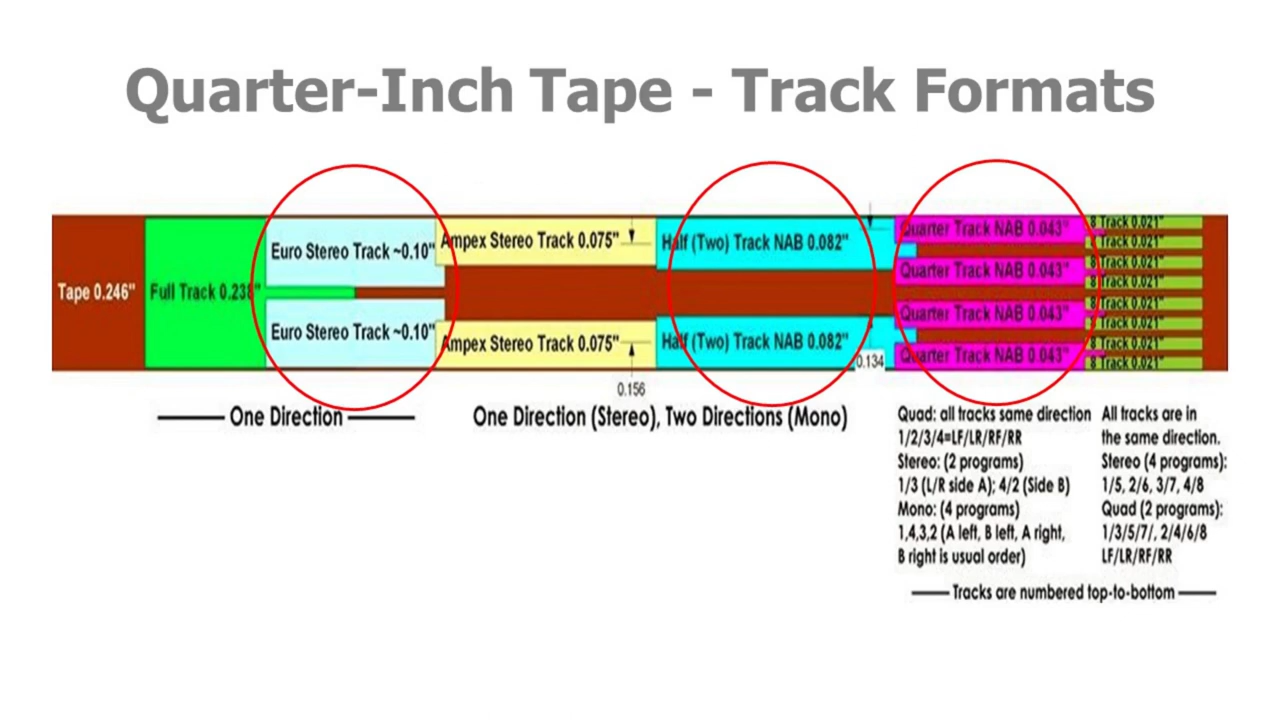 Quarter-Inch Tape - Track Formats
Tape 0.246"
Full Track 0.238"
Euro Stereo Track ~0.10"
Euro Stereo Track ~0.10"
Ampex Stereo Track 0.075"
Ampex Stereo Track 0.075"
0.156
Half (Two) Track NAB 0.082"
Half (Two) Track NAB 0.082"
0.134
Quarter Track NAB 0.043"
Quarter Track NAB 0.043"
Quarter Track NAB 0.043"
Quarter Track NAB 0.043"
8 Track 0.021"
8 Track 0.021"
8 Track 0.021"
8 Track 0.021"
8 Track 0.021"
8 Track 0.021"
8 Track 0.021"
8 Track 0.021"
One Direction
One Direction (Stereo), Two Directions (Mono)
Quad: all tracks same direction
1/2/3/4=LF/LR/RF/RR
Stereo: (2 programs)
1/3 (L/R side A); 4/2 (Side B)
Mono: (4 programs)
1,4,3,2 (A left, B left, A right,
B right is usual order)
All tracks are in
the same direction.
Stereo (4 programs):
1/5, 2/6, 3/7, 4/8
Quad (2 programs):
1/3/5/7/, 2/4/6/8
LF/LR/RF/RR
Tracks are numbered top-to-bottom